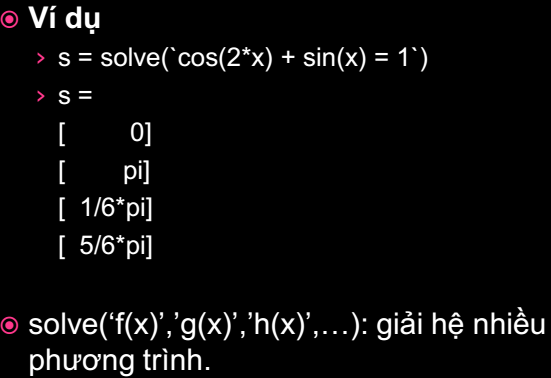 Ví dụ
s = solve(`cos(2*x) + sin(x) = 1`)
s =
[ 0]
[ pi]
[ 1/6*pi]
[ 5/6*pi]
solve(‘f(x)’,’g(x)’,’h(x)’,…): giải hệ nhiều
phương trình.